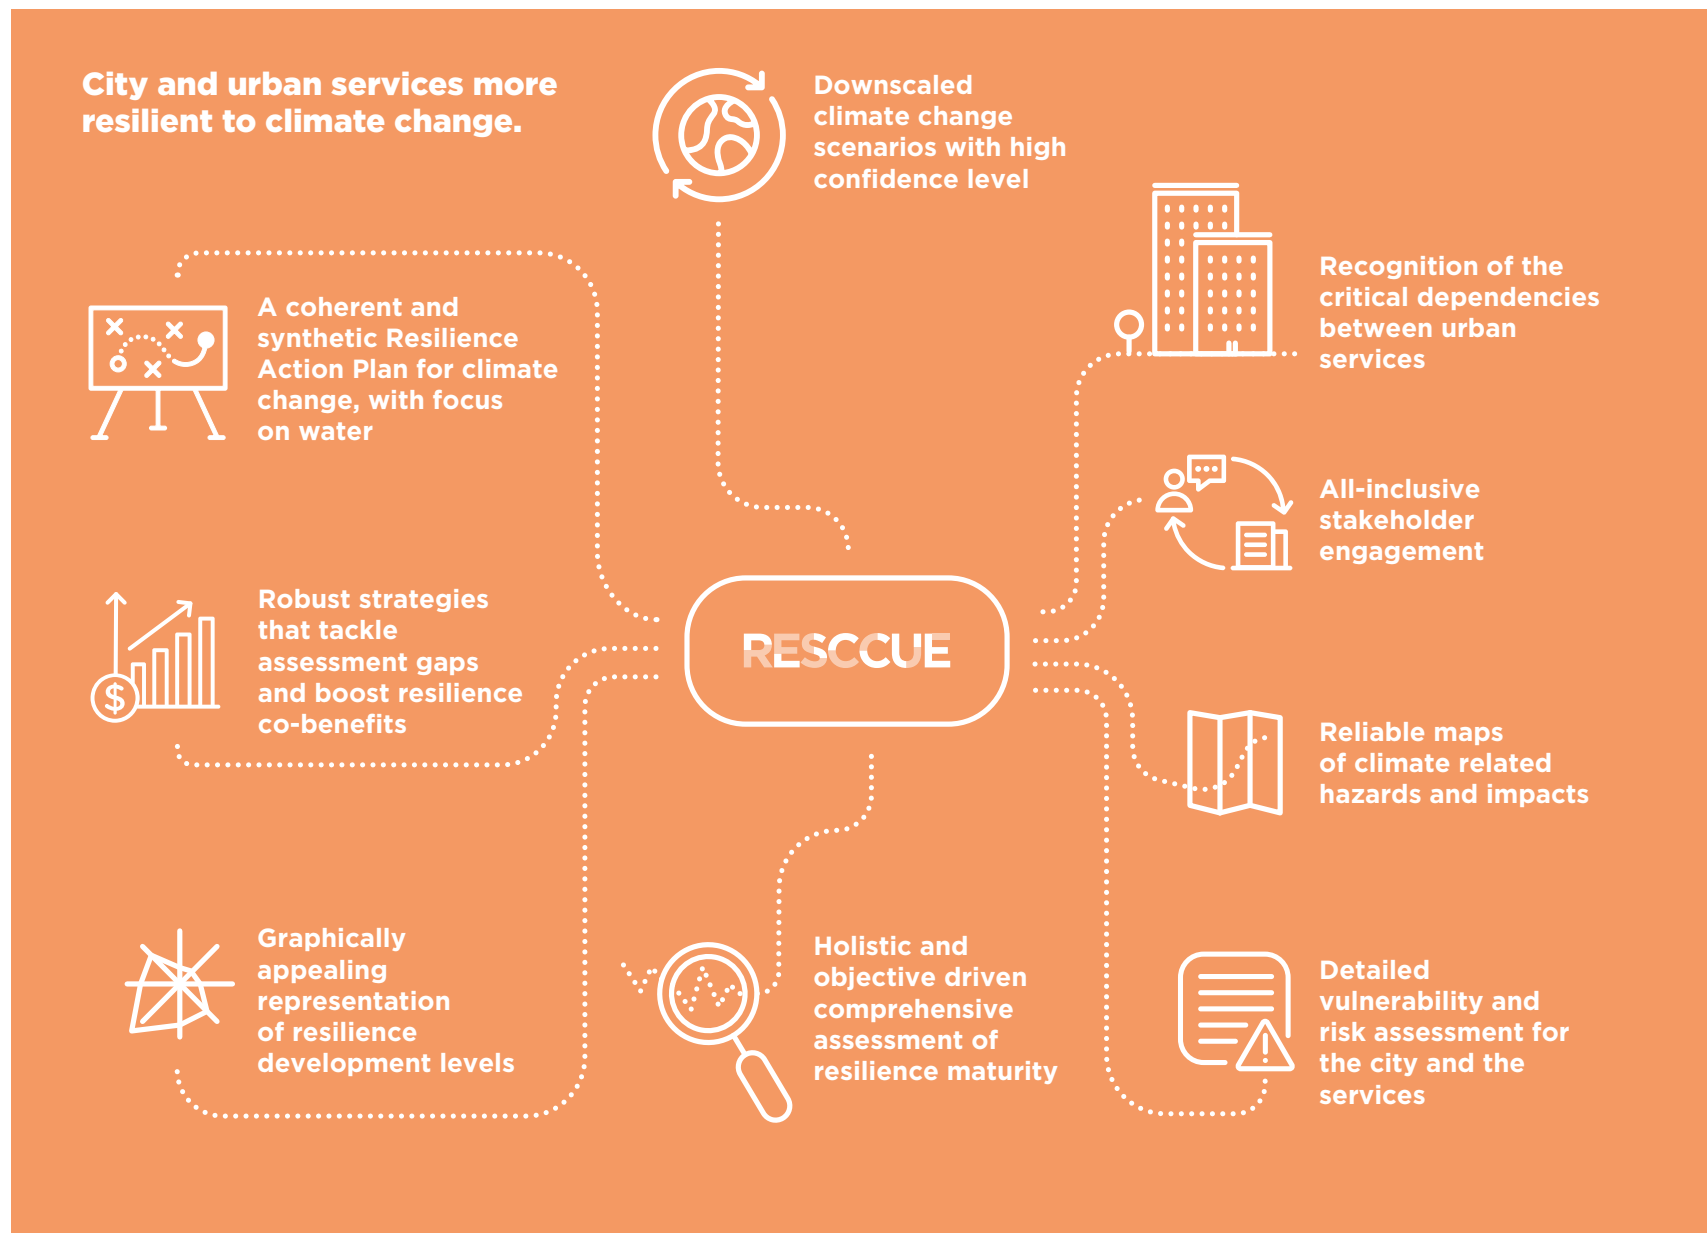 City and urban services more
resilient to climate change.
Downscaled
climate change
scenarios with high
confidence level
Recognition of the
critical dependencies
between urban
services
A coherent and
synthetic Resilience
Action Plan for climate
change, with focus
on water
All-inclusive
stakeholder
engagement
Robust strategies
that tackle
assessment gaps
and boost resilience
co-benefits
$
RESCCUE
Reliable maps
of climate related
hazards and impacts
Graphically
appealing
representation
of resilience
development levels
Holistic and
objective driven
comprehensive
assessment of
resilience maturity
Detailed
vulnerability and
risk assessment for
the city and the
services